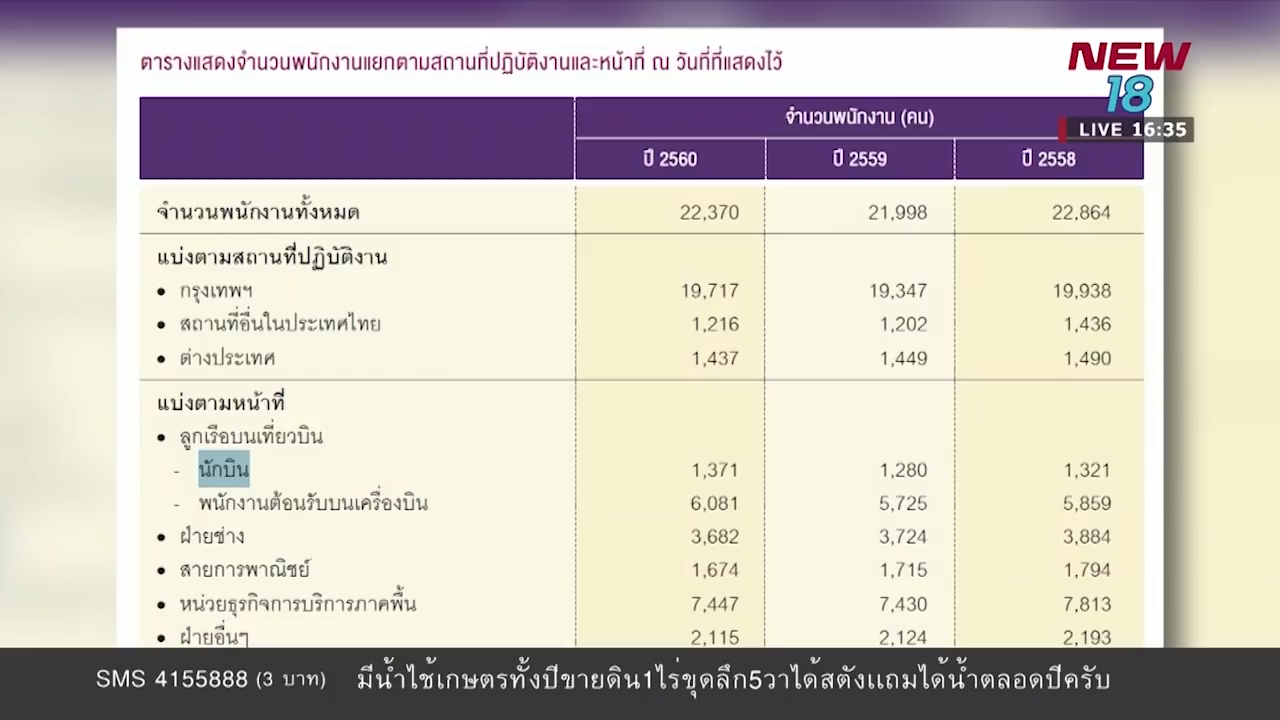 ตารางแสดงจำนวนพนักงานแยกตามสถานที่ปฏิบัติงานและหน้าที่ ณ วันที่ที่แสดงไว้
NEW
18
LIVE 16:35
จำนวนพนักงาน (คน)
ปี 2560 ปี 2559 ปี 2558
จำนวนพนักงานทั้งหมด 22,370 21,998 22,864
แบ่งตามสถานที่ปฏิบัติงาน
• กรุงเทพฯ 19,717 19,347 19,938
• สถานที่อื่นในประเทศไทย 1,216 1,202 1,436
• ต่างประเทศ 1,437 1,449 1,490
แบ่งตามหน้าที่
• ลูกเรือบนเที่ยวบิน
- นักบิน 1,371 1,280 1,321
- พนักงานต้อนรับบนเครื่องบิน 6,081 5,725 5,859
• ฝ่ายช่าง 3,682 3,724 3,884
• สายการพาณิชย์ 1,674 1,715 1,794
• หน่วยธุรกิจการบริการภาคพื้น 7,447 7,430 7,813
• ฝ่ายอื่นๆ 2,115 2,124 2,193
SMS 4155888 (3 บาท) มีน้ำไช้เกษตรทั้งปีขายดิน1ไร่ขุดลึก5วาได้สตังแถมได้น้ำตลอดปีครับ